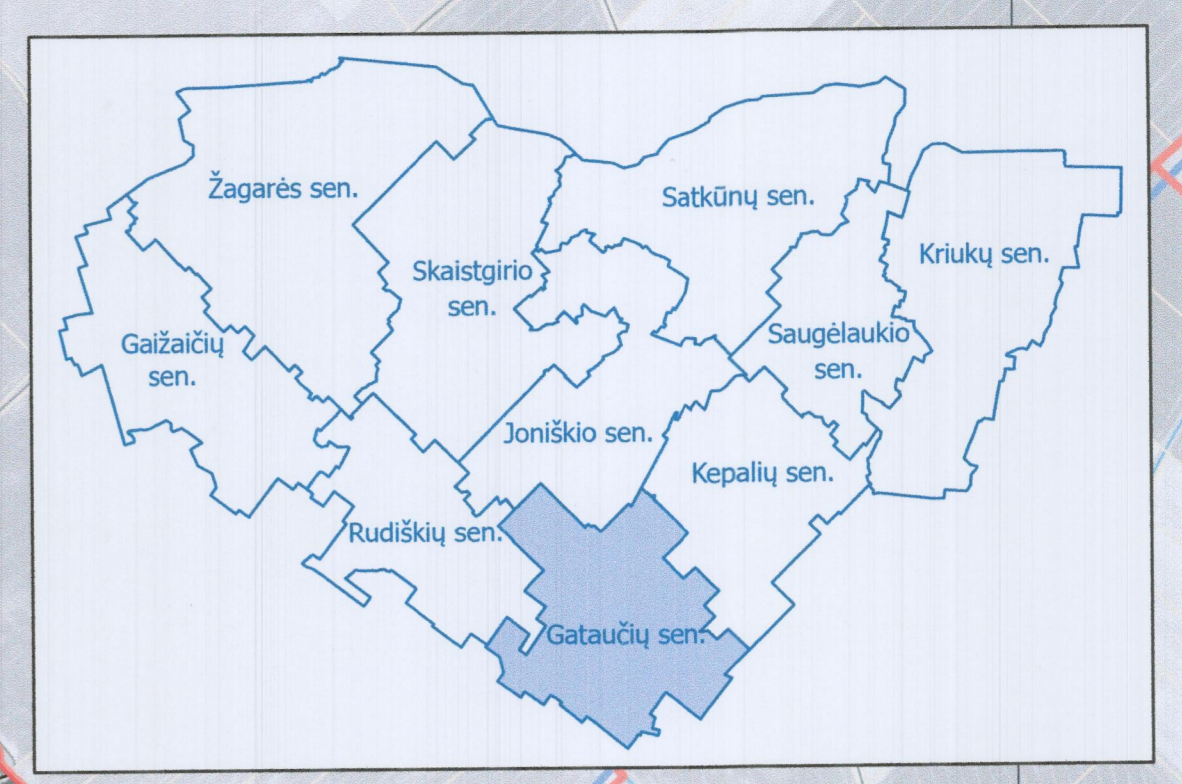 Žagarės sen.
Satkūnų sen.
Kriukų sen.
Skaistgirio
sen.
Gaižaičių
sen.
Saugėlaukio
sen.
Joniškio sen.
Kepalių sen.
Rudiškių sen.
Gataučių sen.